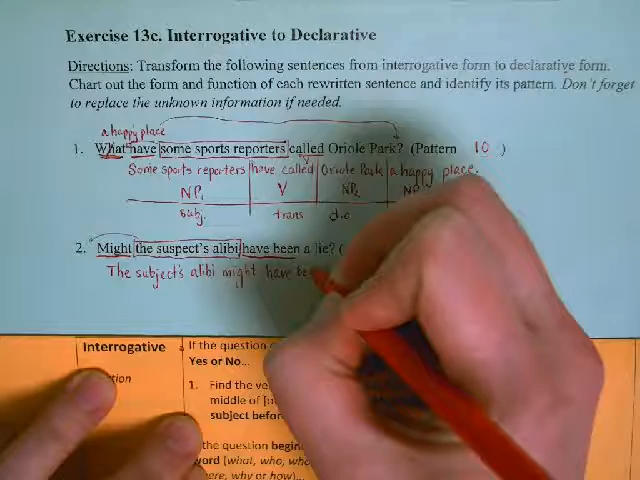 Exercise 13c. Interrogative to Declarative
Directions: Transform the following sentences from interrogative form to declarative form.
Chart out the form and function of each rewritten sentence and identify its pattern. Don't forget
to replace the unknown information if needed.
a happy place
1. What have some sports reporters called Oriole Park? (Pattern 10 )
Some sports reporters have called Oriole Park a happy place.
NP1 V NP2 NP
subj. trans d.o
2. Might the suspect's alibi have been a lie? (
The subject's alibi might have be
Interrogative
If the question
Yes or No...
1. Find the
middle of
subject
the question
word [what, who,
why or how)...